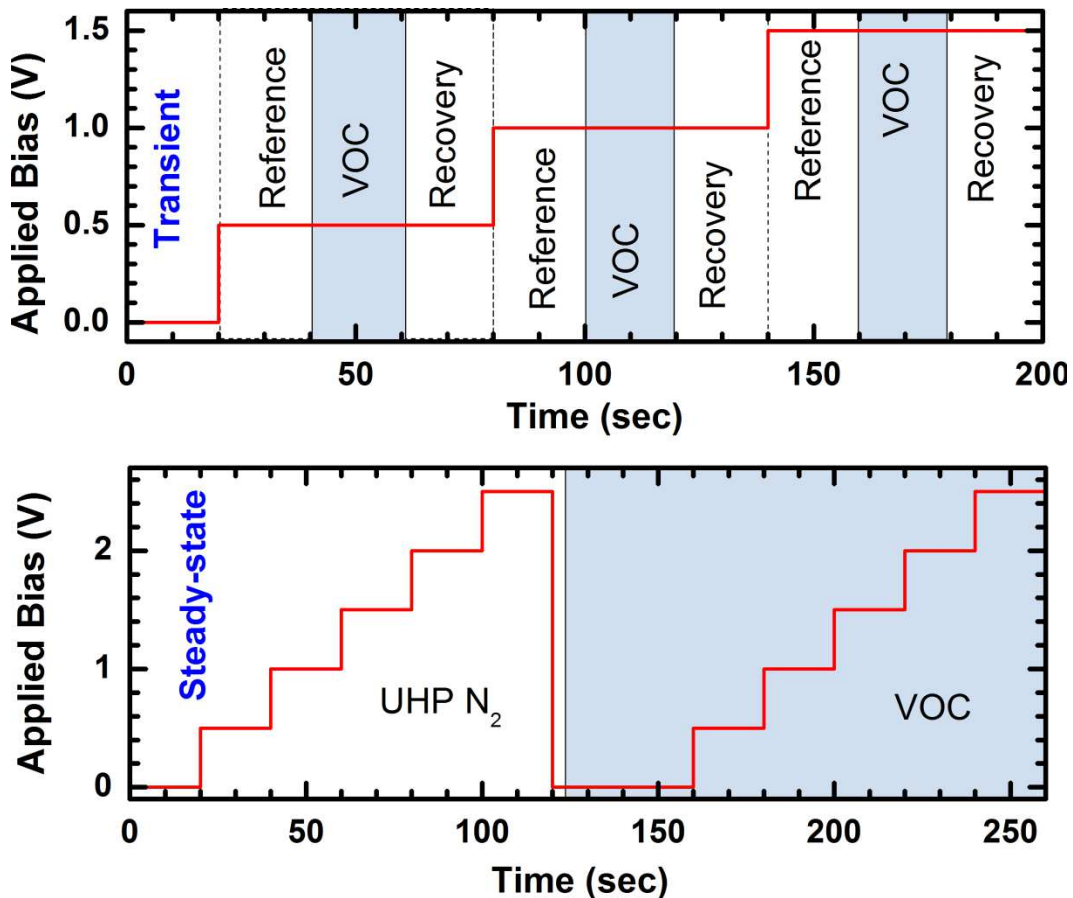 Applied Bias (V)
1.5
1.0
0.5
0.0
Transient
Reference
VOC
Recovery
Reference
VOC
Recovery
Reference
VOC
Recovery
0
50
100
150
200
Time (sec)
Applied Bias (V)
2
1
0
Steady-state
UHP N₂
VOC
0
50
100
150
200
250
Time (sec)